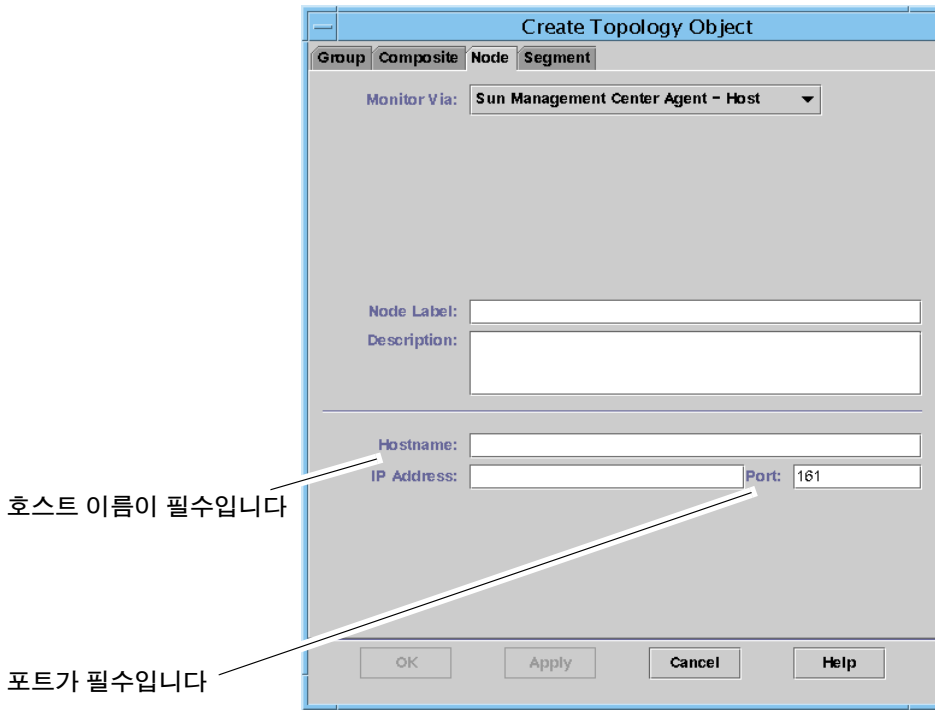 Create Topology Object
Group Composite Node Segment
Monitor Via: Sun Management Center Agent - Host
Node Label:
Description:
Hostname:
IP Address: Port: 161
호스트 이름이 필수입니다
OK Apply Cancel Help
포트가 필수입니다